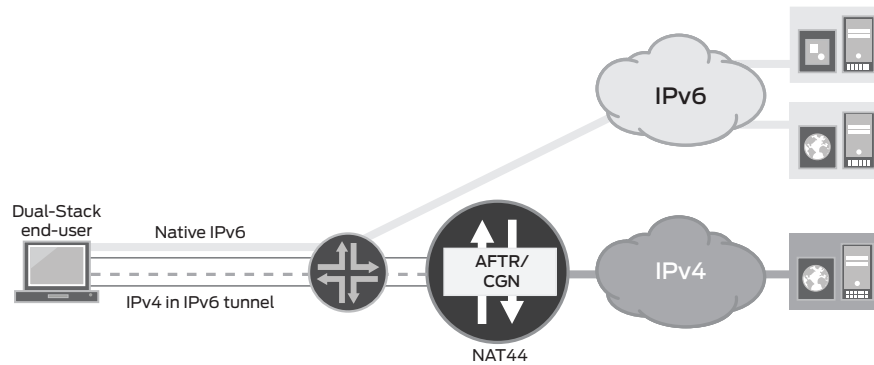 IPv6
Dual-Stack
end-user
Native IPv6
IPv4 in IPv6 tunnel
AFTR/
CGN
NAT44
IPv4